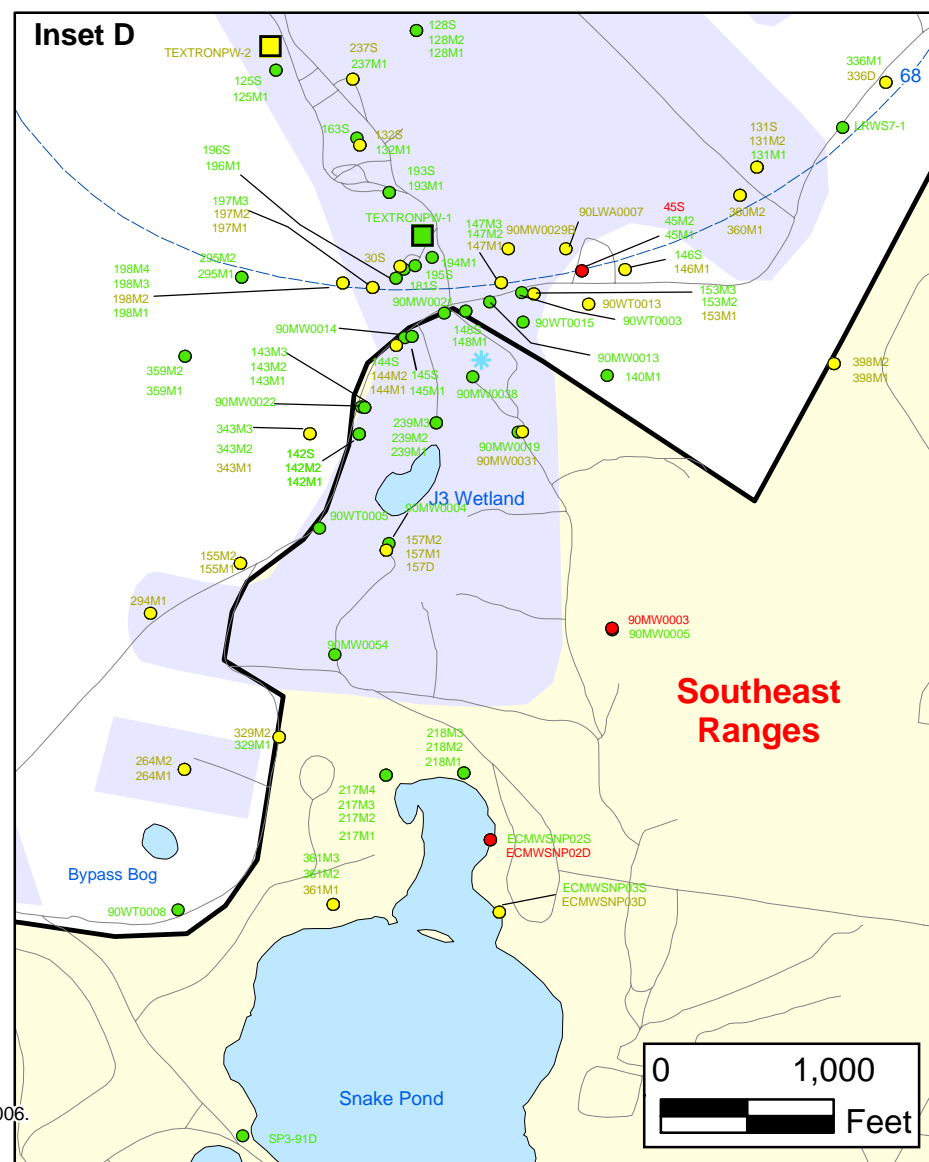 Inset D
TEXTRONPW-2
125S
125M1
237S
237M1
128S
128M2
128M1
336M1
336D
68
LRWS7-1
163S
132S
132M1
131S
131M2
131M1
196S
196M1
193S
193M1
197M3
197M2
197M1
TEXTRONPW-1
147M3
147M2
147M1
90MW0029B
90LWA0007
45S
45M2
45M1
360M2
360M1
198M4
198M3
198M2
198M1
295M2
295M1
30S
194M1
195S
181S
146S
146M1
153M3
153M2
153M1
90MW0021
90WT0013
90WT0003
90WT0015
90MW0014
148S
148M1
90MW0013
143M3
143M2
143M1
144S
144M2
144M1
145S
145M1
359M2
359M1
140M1
398M2
398M1
90MW0038
90MW0022
343M3
343M2
343M1
142S
142M2
142M1
239M3
239M2
239M1
90MW0019
90MW0031
J3 Wetland
90MW0004
90WT0005
157M2
157M1
157D
155M2
155M1
294M1
90MW0003
90MW0005
90MW0054
Southeast
Ranges
329M2
329M1
264M2
264M1
218M3
218M2
218M1
217M4
217M3
217M2
217M1
ECMWSNP02S
ECMWSNP02D
361M3
361M2
361M1
Bypass Bog
ECMWSNP03S
ECMWSNP03D
90WT0008
Snake Pond
0 1,000
Feet
006.
SP3-91D